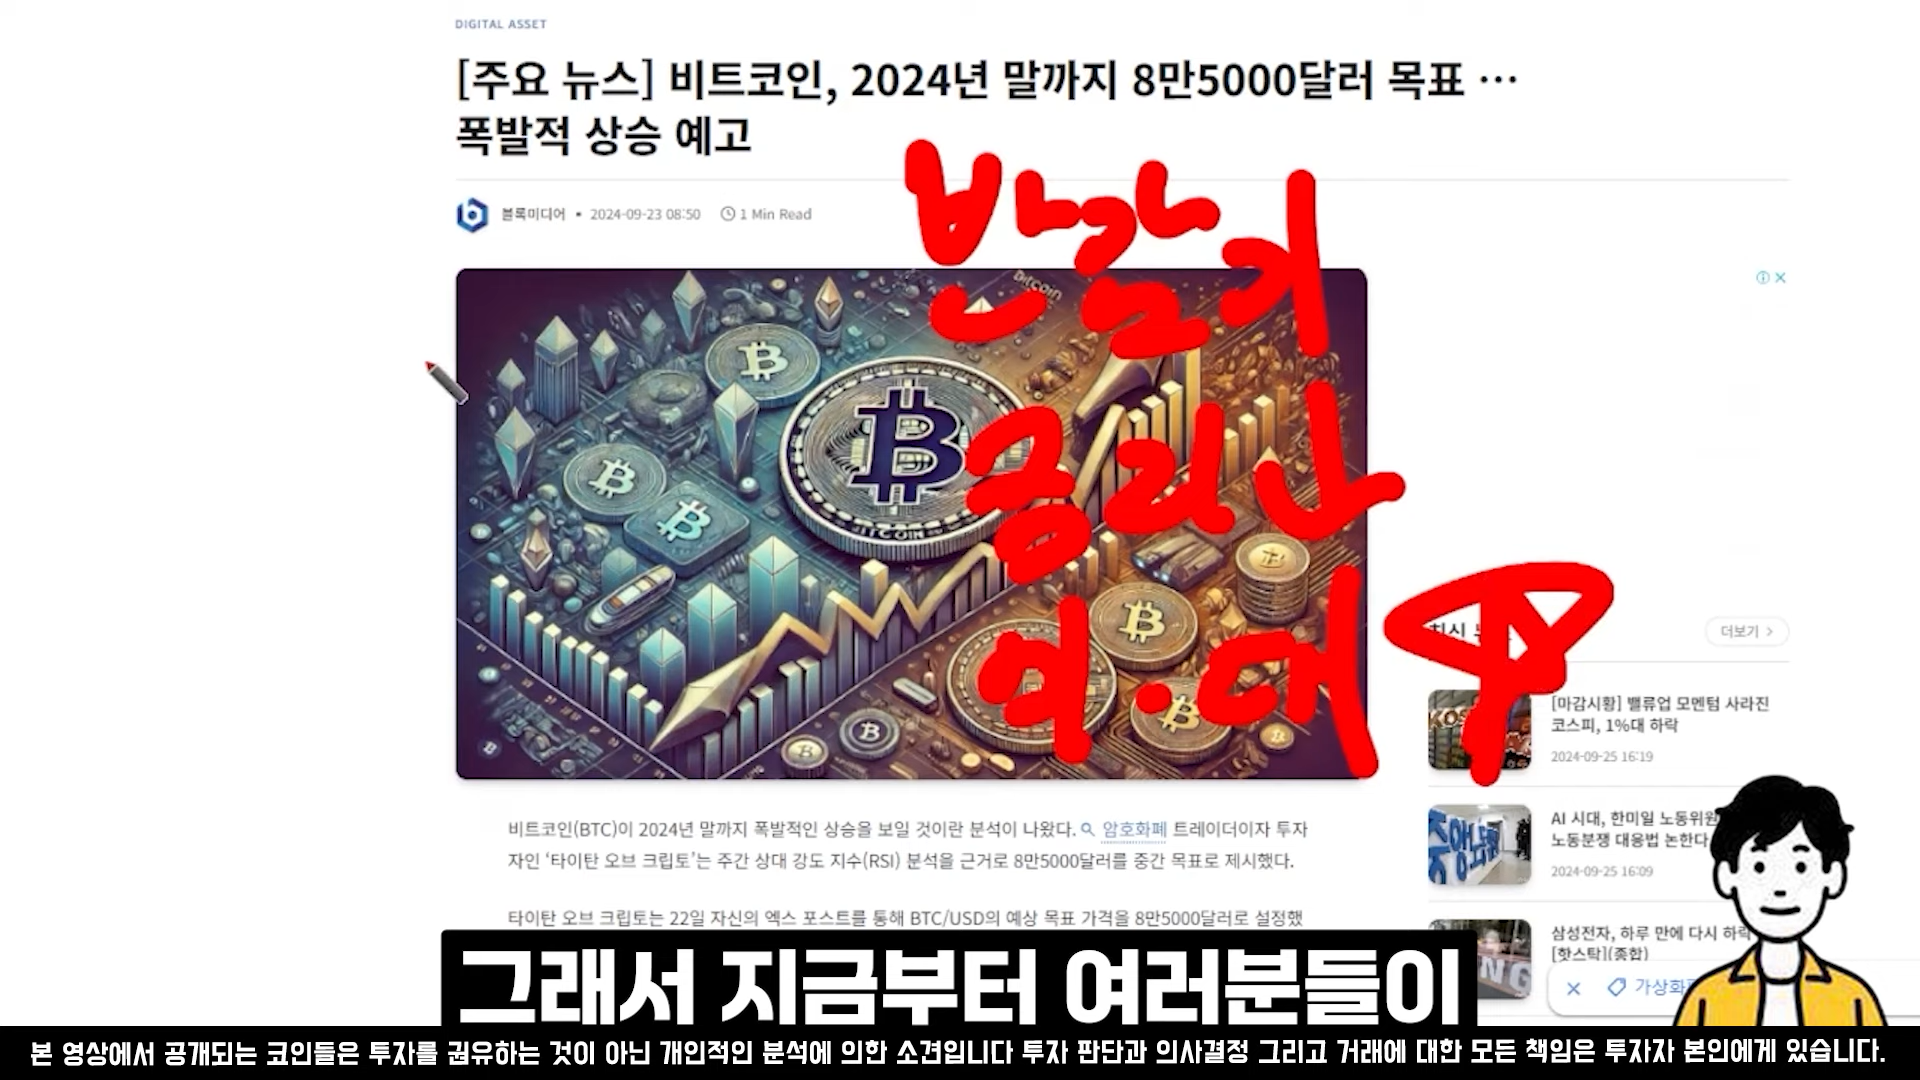 DIGITAL ASSET
[주요 뉴스] 비트코인, 2024년 말까지 8만5000달러 목표 …
폭발적 상승 예고
블록미디어 • 2024-09-23 08:50 1 Min Read
반감기
금리나
역.대
Bitcoin
BITCOIN
더보기 >
[마감시황] 밸류업 모멘텀 사라진
코스피, 1%대 하락
2024-09-25 16:19
AI 시대, 한미일 노동위원
노동분쟁 대응법 논한다
2024-09-25 16:09
삼성전자, 하루 만에 다시 하락
[핫스탁](종합)
비트코인(BTC)이 2024년 말까지 폭발적인 상승을 보일 것이란 분석이 나왔다. 암호화폐 트레이더이자 투자
자인 ‘타이탄 오브 크립토’는 주간 상대 강도 지수(RSI) 분석을 근거로 8만5000달러를 중간 목표로 제시했다.
타이탄 오브 크립토는 22일 자신의 엑스 포스트를 통해 BTC/USD의 예상 목표 가격을 8만5000달러로 설정했
가상화
그래서 지금부터 여러분들이
본 영상에서 공개되는 코인들은 투자를 권유하는 것이 아닌 개인적인 분석에 의한 소견입니다 투자 판단과 의사결정 그리고 거래에 대한 모든 책임은 투자자 본인에게 있습니다.